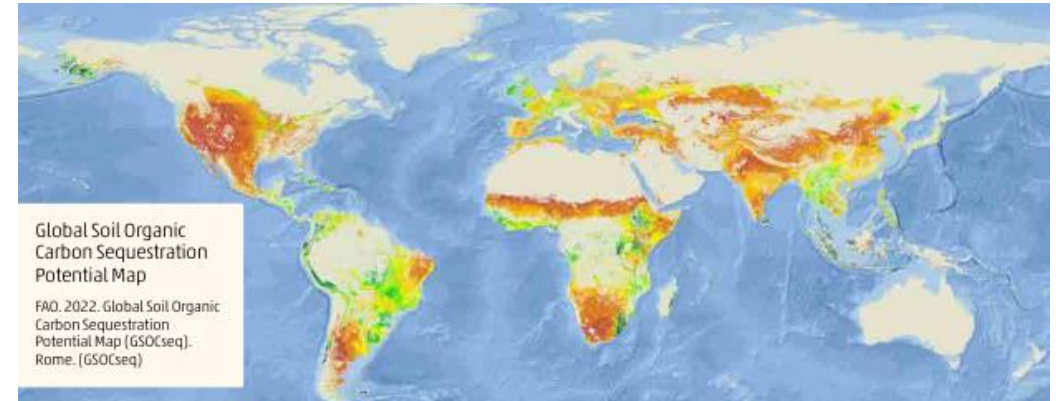 Global Soil Organic
Carbon Sequestration
Potential Map
FAO. 2022. Global Soil Organic
Carbon Sequestration
Potential Map (GSOCseq).
Rome. (GSOCseq)